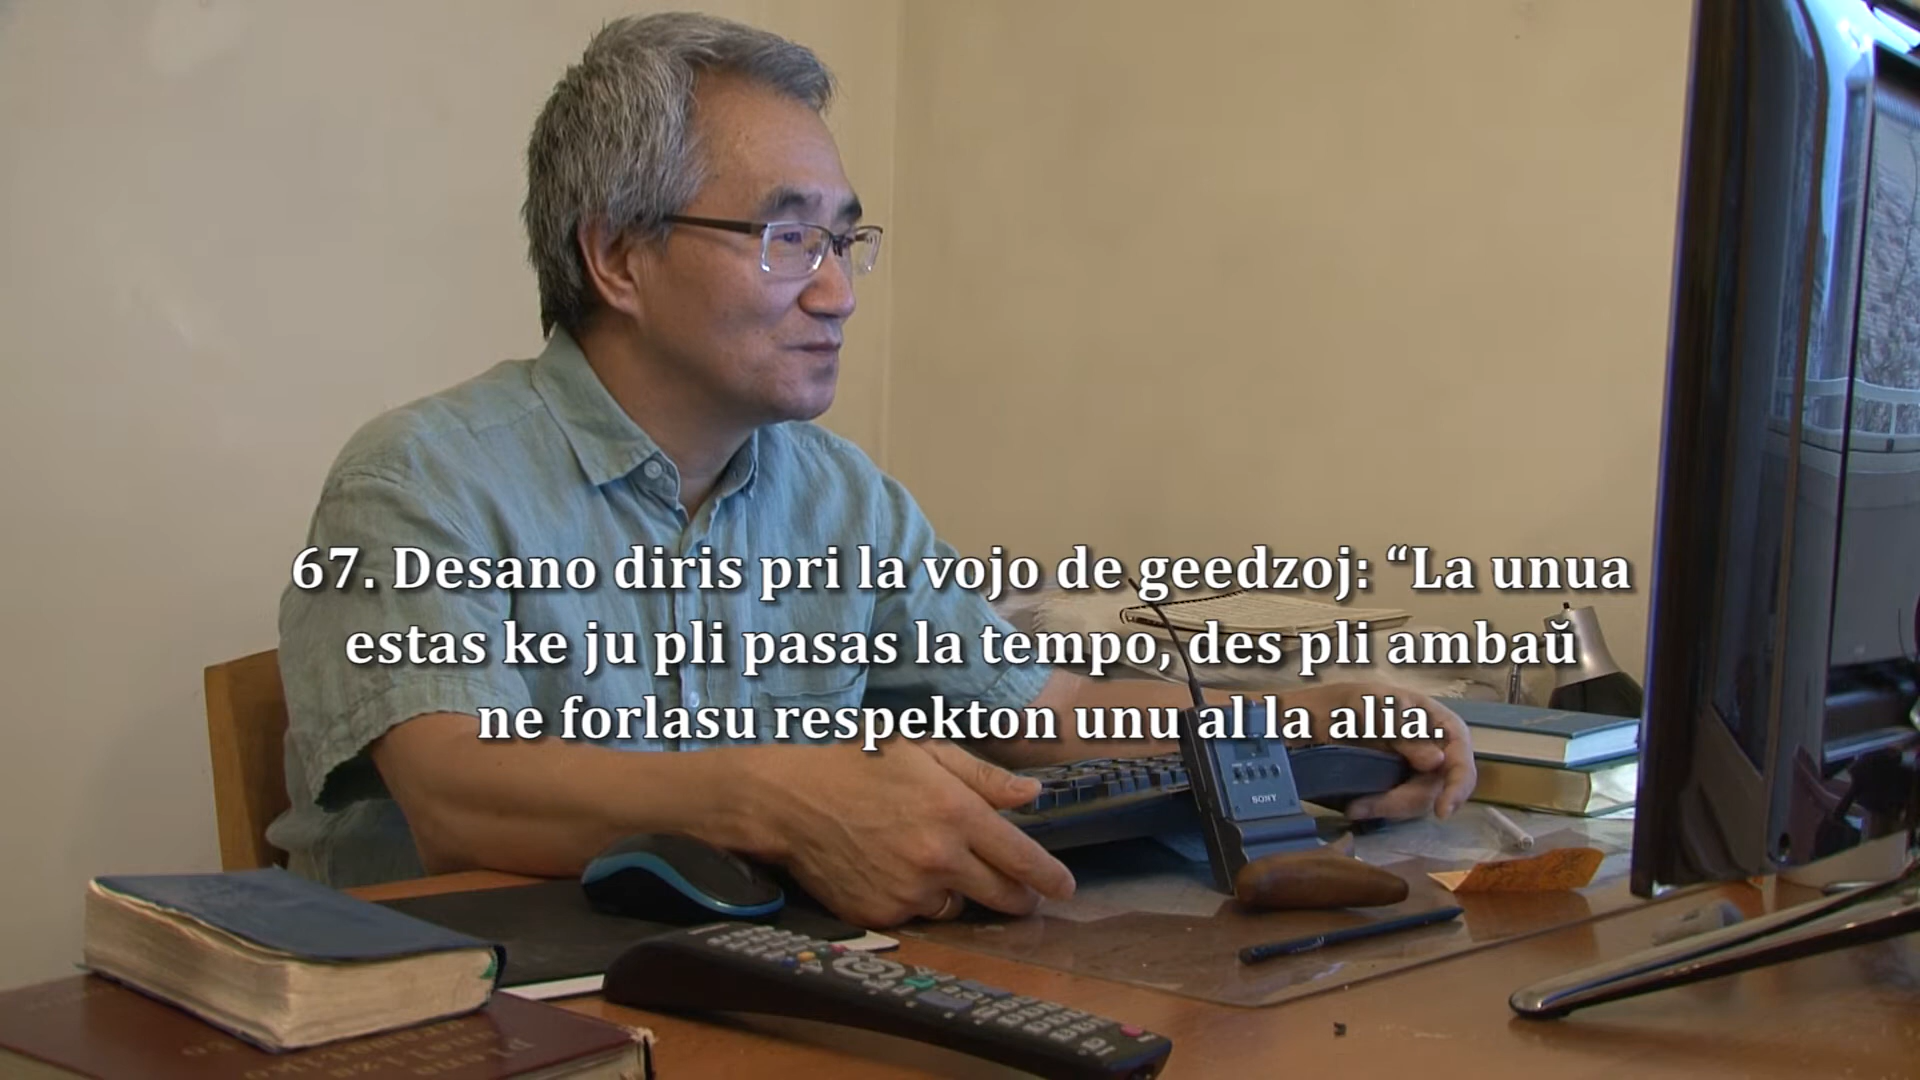 67. Desano diris pri la vojo de geedzoj: “La unua
estas ke ju pli pasas la tempo, des pli ambaŭ
ne forlasu respekton unu al la alia.
SONY